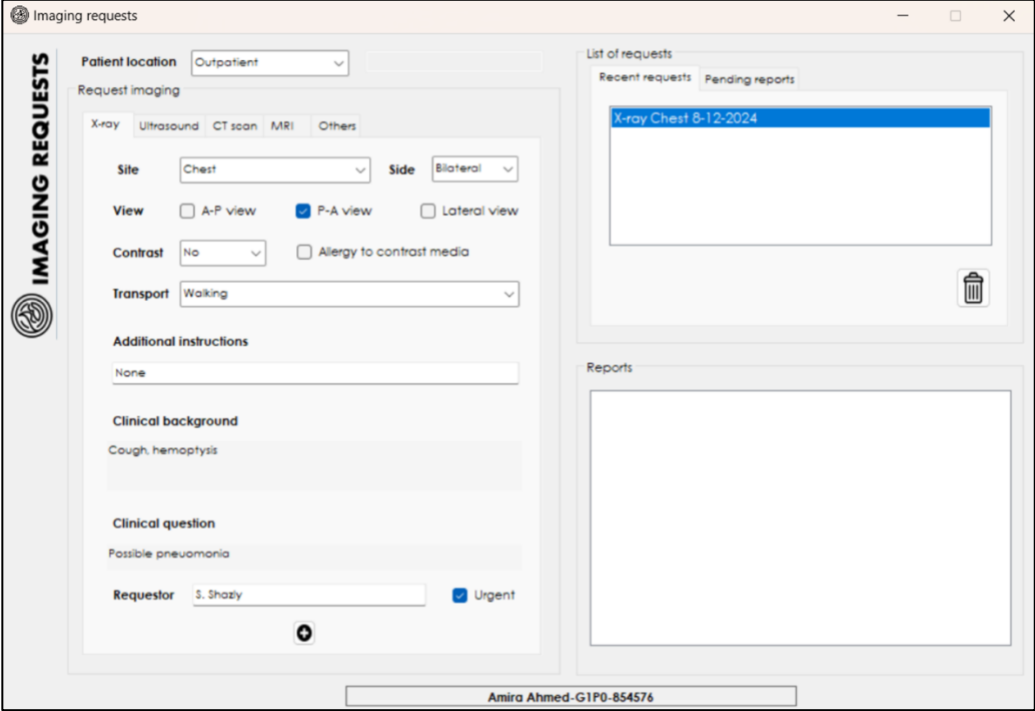 Imaging requests
IMAGING REQUESTS
Patient location Outpatient
Request imaging
X-ray Ultrasound CT scan MRI Others
Site Chest Side Bilateral
View A-P view P-A view Lateral view
Contrast No Allergy to contrast media
Transport Walking
Additional instructions
None
Clinical background
Cough, hemoptysis
Clinical question
Possible pneuomonia
Requestor S. Shazly Urgent
List of requests
Recent requests Pending reports
X-ray Chest 8-12-2024
Reports
Amira Ahmed-G1P0-854576